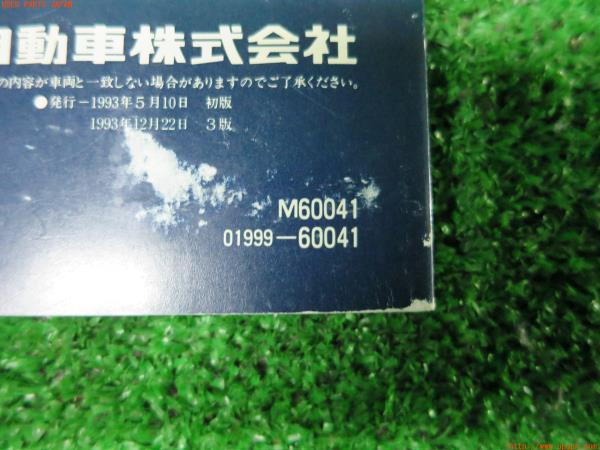 USED PARTS JAPAN
自動車株式会社
の内容が車両と一致しない場合がありますのでご了承ください。
●発行－1993年5月10日 初版
1993年12月22日 3版
M60041
01999－60041